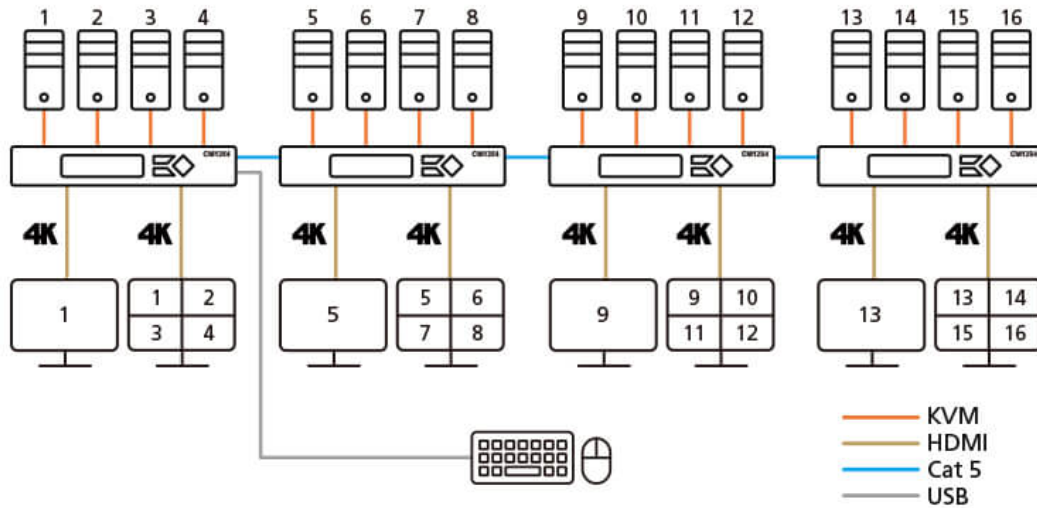 1 2 3 4 5 6 7 8 9 10 11 12 13 14 15 16
CM1284 CM1284 CM1284 CM1284
4K 4K 4K 4K 4K 4K 4K 4K
1 1 2 5 5 6 9 9 10 13 13 14
3 4 7 8 11 12 15 16
KVM
HDMI
Cat 5
USB